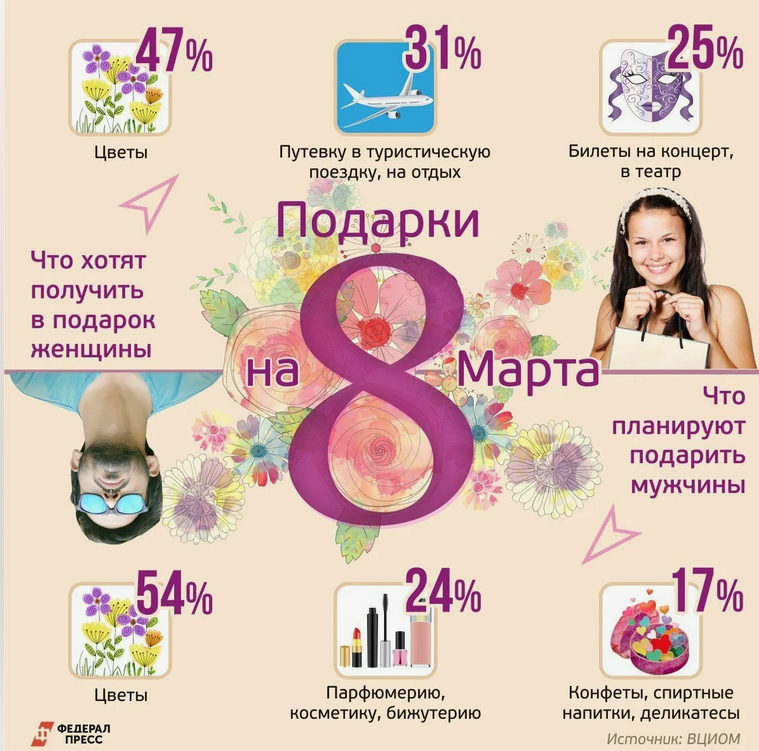 47%
31%
25%
Цветы
Путевку в туристическую
поездку, на отдых
Билеты на концерт,
в театр
Подарки
на 8 Марта
Что хотят
получить
в подарок
женщины
Что
планируют
подарить
мужчины
54%
24%
17%
Цветы
Парфюмерию,
косметику, бижутерию
Конфеты, спиртные
напитки, деликатесы
Ф ФЕДЕРАЛ
ПРЕСС
Источник: ВЦИОМ